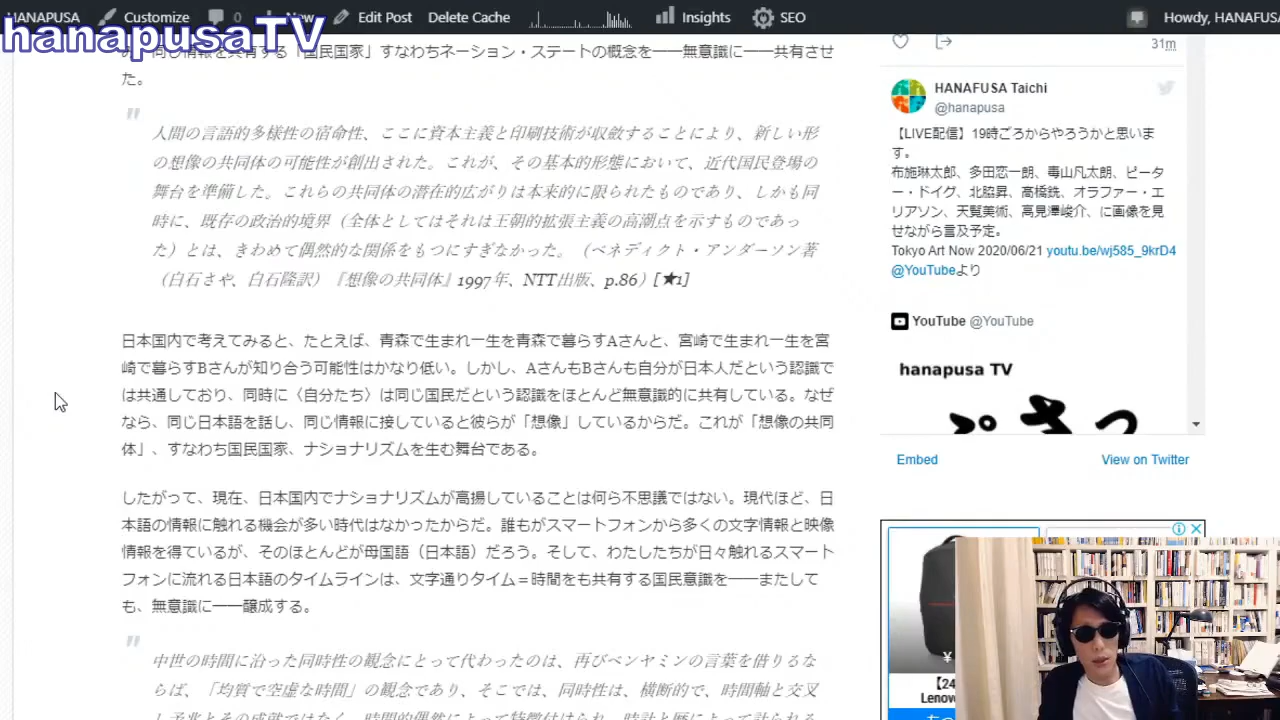 HANAPUSA Customize 0 New Edit Post Delete Cache Insights SEO Howdy, HANAFUS
hanapusaTV
同じ情報を共有する「国民国家」すなわちネーション・ステートの概念を——無意識に——共有させ
た。
人間の言語的多様性の宿命性、ここに資本主義と印刷技術が収斂することにより、新しい形
の想像の共同体の可能性が創出された。これが、その基本的形態において、近代国民登場の
舞台を準備した。これらの共同体の潜在的広がりは本来的に限られたものであり、しかも同
時に、既存の政治的境界（全体としてはそれは王朝的拡張主義の高潮点を示すものであっ
た）とは、きわめて偶然的な関係をもつにすぎなかった。（ベネディクト・アンダーソン著
（白石さや、白石隆訳）『想像の共同体』1997年、NTT出版、p.86）[★1]
日本国内で考えてみると、たとえば、青森で生まれ一生を青森で暮らすAさんと、宮崎で生まれ一生を宮
崎で暮らすBさんが知り合う可能性はかなり低い。しかし、AさんもBさんも自分が日本人だという認識で
は共通しており、同時に〈自分たち〉は同じ国民だという認識をほとんど無意識的に共有している。なぜ
なら、同じ日本語を話し、同じ情報に接していると彼らが「想像」しているからだ。これが「想像の共同
体」、すなわち国民国家、ナショナリズムを生む舞台である。
したがって、現在、日本国内でナショナリズムが高揚していることは何ら不思議ではない。現代ほど、日
本語の情報に触れる機会が多い時代はなかったからだ。誰もがスマートフォンから多くの文字情報と映像
情報を得ているが、そのほとんどが母国語（日本語）だろう。そして、わたしたちが日々触れるスマート
フォンに流れる日本語のタイムラインは、文字通りタイム＝時間をも共有する国民意識を——またして
も、無意識に——醸成する。
中世の時間に沿った同時性の観念にとって代わったのは、再びベンヤミンの言葉を借りるな
らば、「均質で空虚な時間」の観念であり、そこでは、同時性は、横断的で、時間軸と交叉
31m
HANAFUSA Taichi
@hanapusa
【LIVE配信】19時ごろからやろうかと思いま
す。
布施琳太郎、多田恋一朗、毒山凡太朗、ピータ
ー・ドイグ、北脇昇、高橋銑、オラファー・エ
リアソン、天覧美術、高見澤峻介、に画像を見
せながら言及予定。
Tokyo Art Now 2020/06/21 youtu.be/wj585_9krD4
@YouTubeより
YouTube @YouTube
hanapusa TV
Embed View on Twitter
Lenov